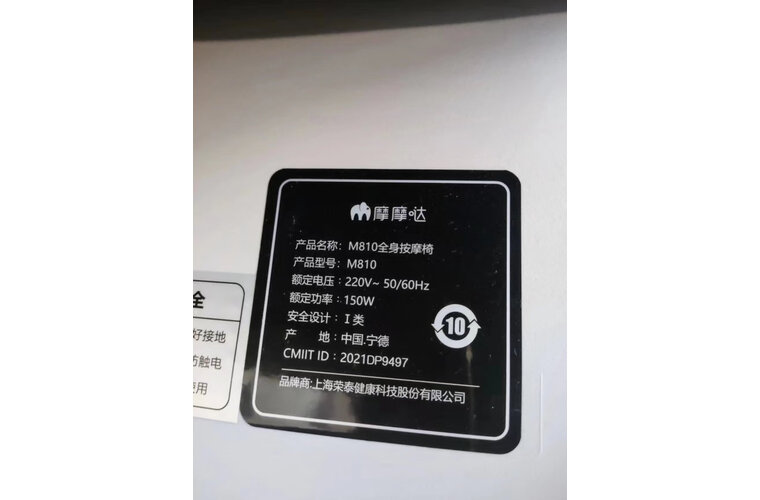 摩摩哒
产品名称：M810全身按摩椅
产品型号：M810
额定电压：220V~ 50/60Hz
额定功率：150W
安全设计：I 类
产 地：中国.宁德
CMIIT ID：2021DP9497
品牌商:上海荣泰健康科技股份有限公司
10
全
好接地
防触电
使用